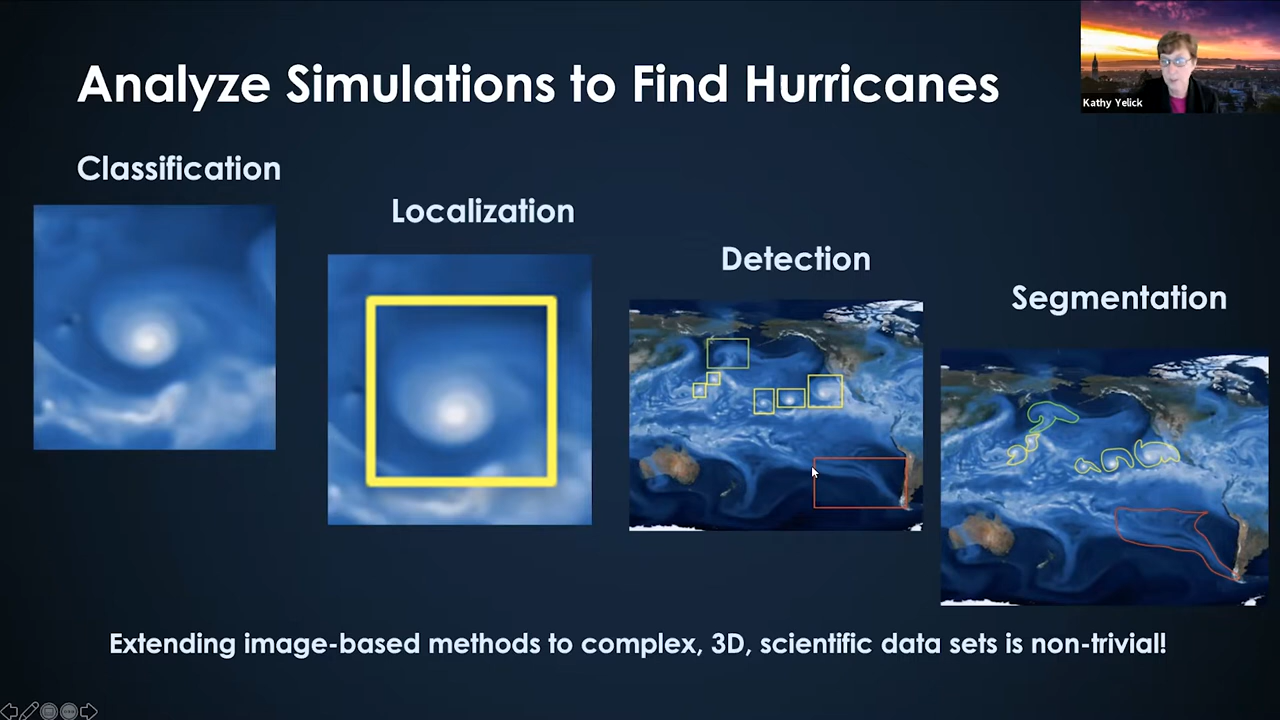 Analyze Simulations to Find Hurricanes
Kathy Yelick
Classification
Localization
Detection
Segmentation
Extending image-based methods to complex, 3D, scientific data sets is non-trivial!